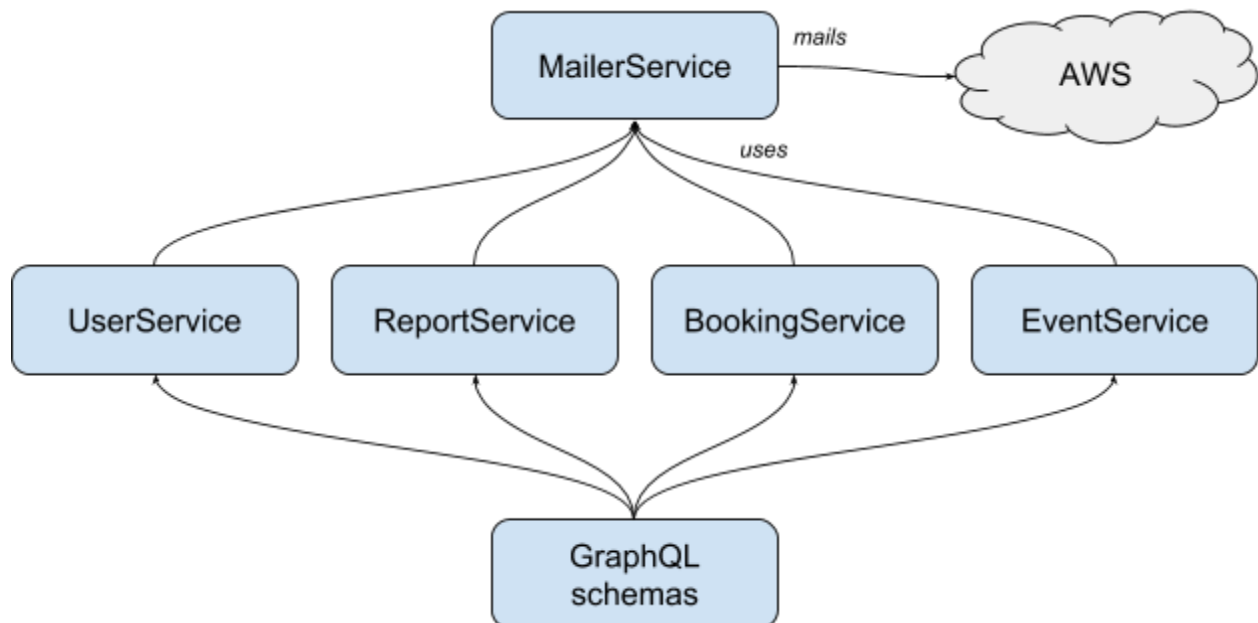 mails
MailerService
AWS
uses
UserService
ReportService
BookingService
EventService
GraphQL
schemas